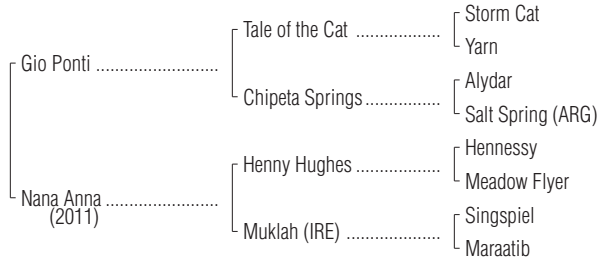 Storm Cat
Tale of the Cat ..................
Yarn
Gio Ponti ..........................
Alydar
Chipeta Springs ................
Salt Spring (ARG)
Hennessy
Henny Hughes ..................
Meadow Flyer
Nana Anna ........................
(2011)
Singspiel
Muklah (IRE) ....................
Maraatib